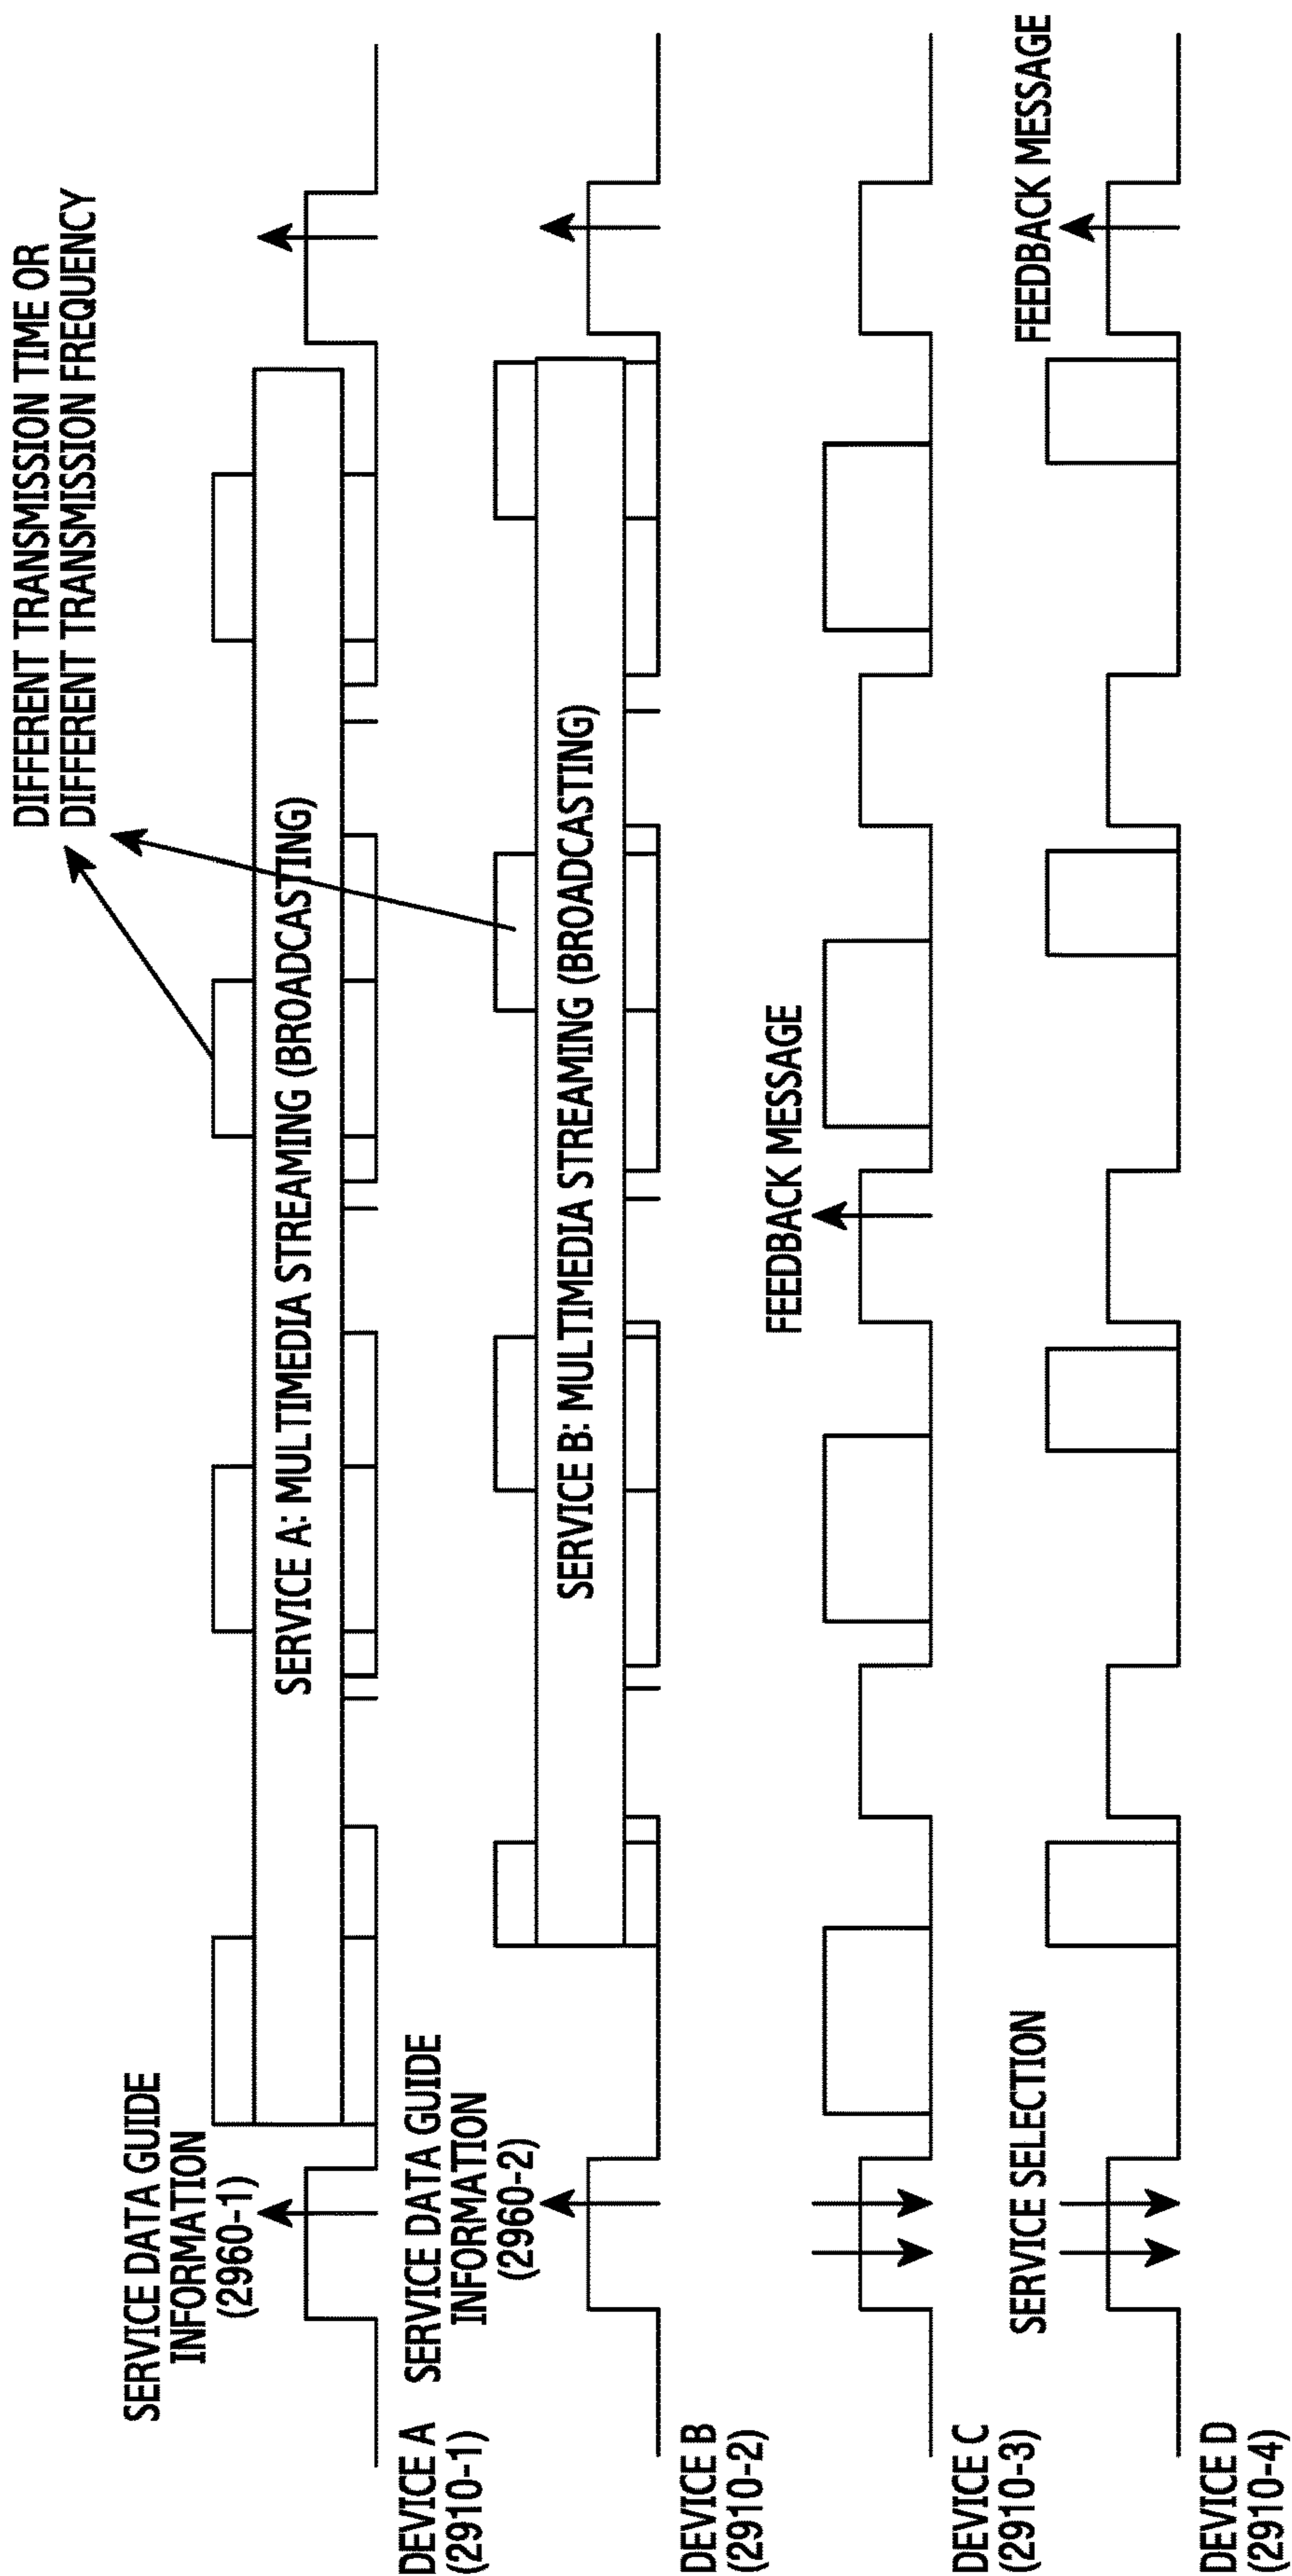 DIFFERENT TRANSMISSION TIME OR
DIFFERENT TRANSMISSION FREQUENCY
SERVICE DATA GUIDE
INFORMATION
(2960-1)
SERVICE A: MULTIMEDIA STREAMING (BROADCASTING)
DEVICE A
(2910-1)
SERVICE DATA GUIDE
INFORMATION
(2960-2)
SERVICE B: MULTIMEDIA STREAMING (BROADCASTING)
DEVICE B
(2910-2)
FEEDBACK MESSAGE
DEVICE C
(2910-3)
SERVICE SELECTION
FEEDBACK MESSAGE
DEVICE D
(2910-4)